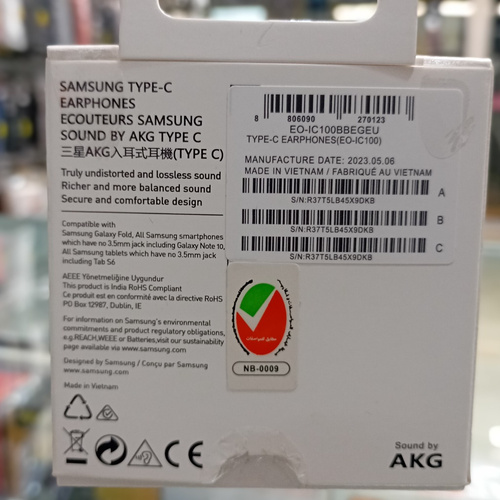 SAMSUNG TYPE-C
EARPHONES
ECOUTEURS SAMSUNG
SOUND BY AKG TYPE C
三星AKG入耳式耳機(TYPE C)
Truly undistorted and lossless sound
Richer and more balanced sound
Secure and comfortable design
Compatible with
Samsung Galaxy Fold, All Samsung smartphones
which have no 3.5mm jack including Galaxy Note 10,
All Samsung tablets which have no 3.5mm jack
including Tab S6
AEEE Yönetmeliğine Uygundur
This product is India RoHS Compliant
Ce produit est en conformité avec la directive RoHS
PO Box 12987, Dublin, IE
For information on Samsung's environmental
commitments and product regulatory obligations,
e.g.REACH,WEEE or Batteries,visit our sustainability
page available via www.samsung.com
Designed by Samsung / Conçu par Samsung
www.samsung.com
Made in Vietnam
8 806090 270123
EO-IC100BBEGEU
TYPE-C EARPHONES(EO-IC100)
MANUFACTURE DATE: 2023.05.06
MADE IN VIETNAM / FABRIQUÉ AU VIETNAM
A
S/N:R37T5LB45X9DKB
B
S/N:R37T5LB45X9DKB
C
S/N:R37T5LB45X9DKB
NB-0009
CE
Sound by
AKG